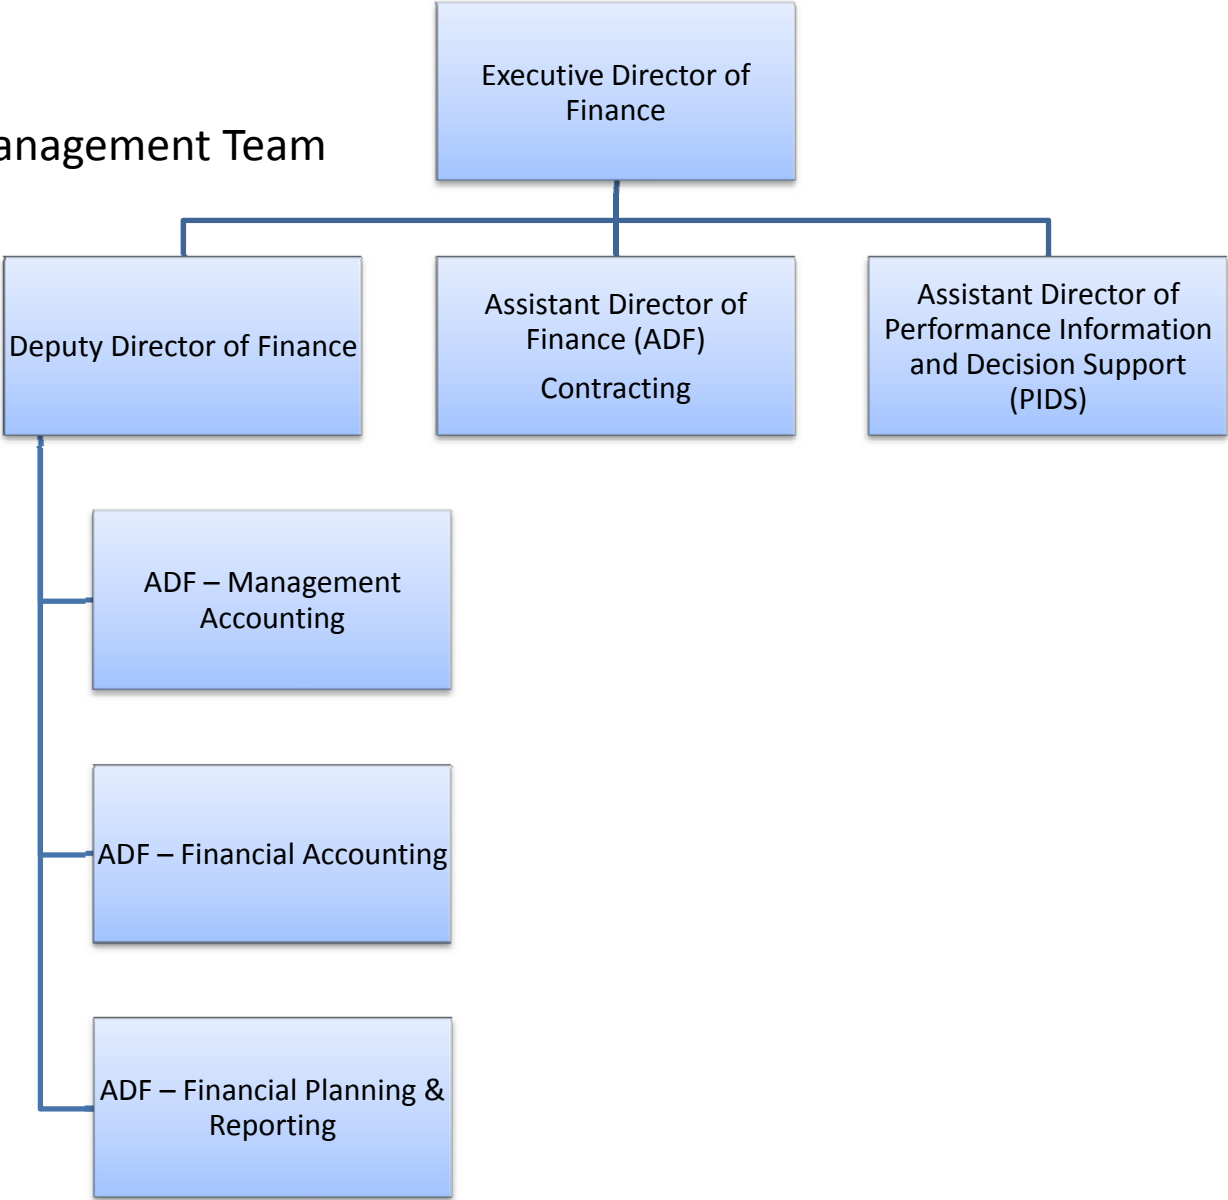 Executive Director of
Finance
anagement Team
Deputy Director of Finance
Assistant Director of
Finance (ADF)
Contracting
Assistant Director of
Performance Information
and Decision Support
(PIDS)
ADF – Management
Accounting
ADF – Financial Accounting
ADF – Financial Planning &
Reporting